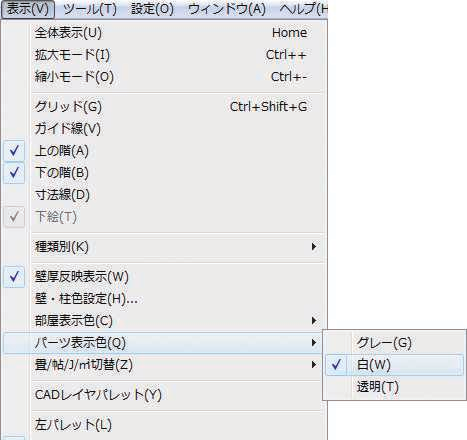 表示(V) ツール(T) 設定(O) ウィンドウ(A) ヘルプ(H
全体表示(U) Home
拡大モード(I) Ctrl++
縮小モード(O) Ctrl+-
グリッド(G) Ctrl+Shift+G
ガイド線(V)
上の階(A)
下の階(B)
寸法線(D)
下絵(T)
種類別(K)
壁厚反映表示(W)
壁・柱色設定(H)...
部屋表示色(C)
パーツ表示色(Q)
畳/帖/J/㎡切替(Z)
CADレイヤパレット(Y)
左パレット(L)
グレー(G)
白(W)
透明(T)